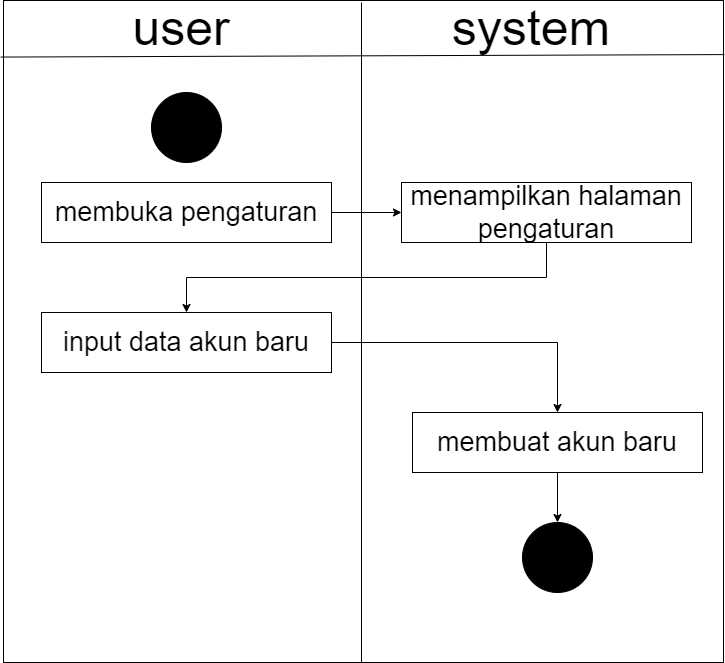 user
system
membuka pengaturan
menampilkan halaman
pengaturan
input data akun baru
membuat akun baru